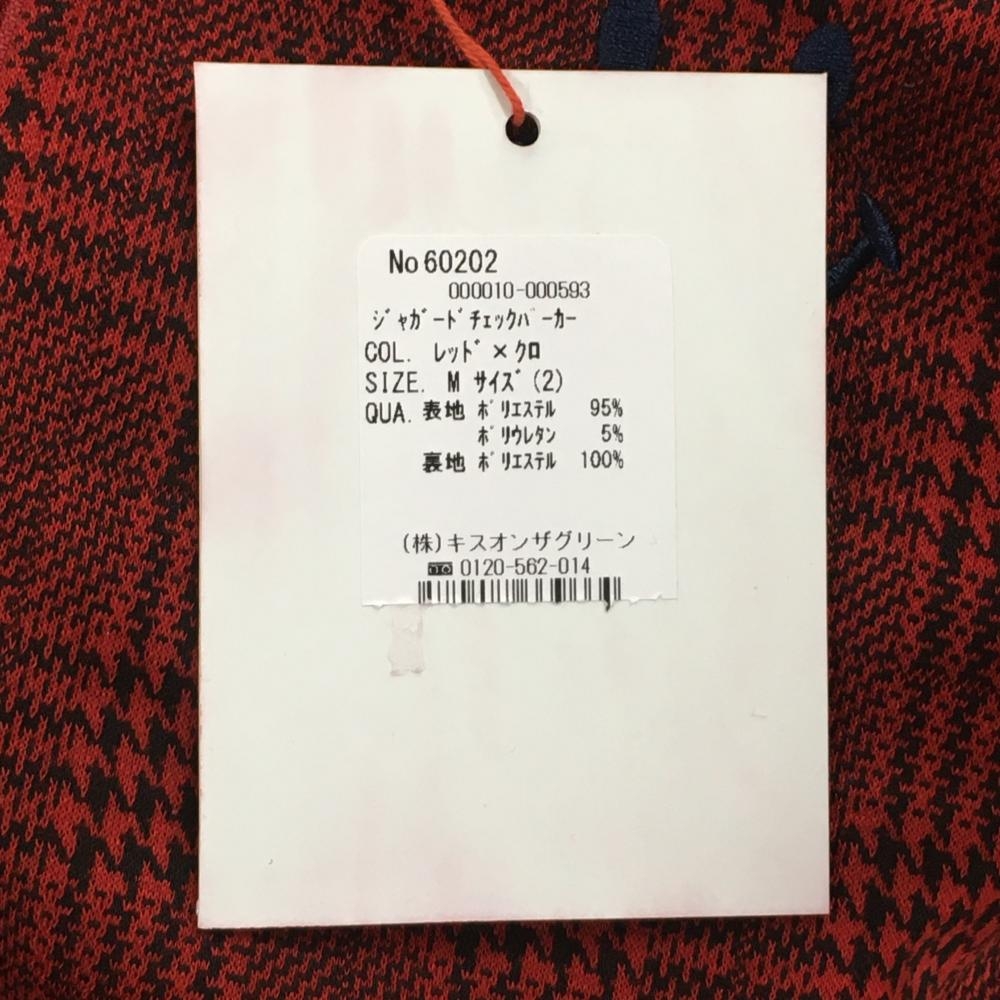 No 60202
000010-000593
ｼﾞｬｶﾞｰﾄﾞﾁｪｯｸﾊﾟｰｶｰ
COL. ﾚｯﾄﾞ×ｸﾛ
SIZE. M ｻｲｽﾞ(2)
QUA. 表地 ﾎﾟﾘｴｽﾃﾙ 95%
ﾎﾟﾘｳﾚﾀﾝ 5%
裏地 ﾎﾟﾘｴｽﾃﾙ 100%
(株)キスオンザグリーン
0120-562-014